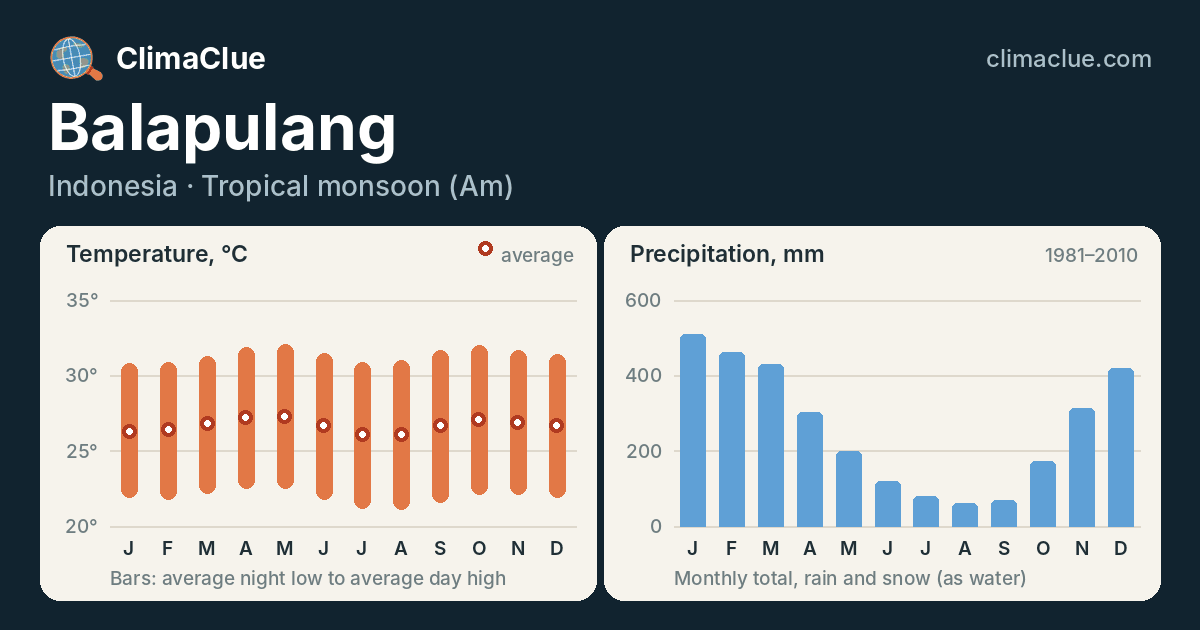 ClimaClue
climaclue.com
Balapulang
Indonesia · Tropical monsoon (Am)
Temperature, °C
average
35°
30°
25°
20°
J F M A M J J A S O N D
Bars: average night low to average day high
Precipitation, mm
1981–2010
600
400
200
0
J F M A M J J A S O N D
Monthly total, rain and snow (as water)